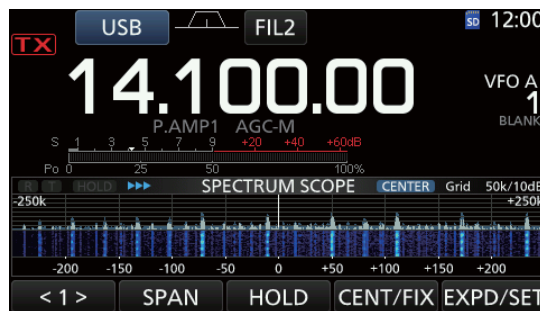 USB FIL2 SD 12:00
TX
14.100.00 VFO A
1
P.AMP1 AGC-M BLANK
S 1 3 5 7 9 +20 +40 +60dB
Po 0 25 50 100%
R T HOLD SPECTRUM SCOPE CENTER Grid 50k/10dB
-250k +250k
-200 -150 -100 -50 0 +50 +100 +150 +200
< 1 > SPAN HOLD CENT/FIX EXPD/SET